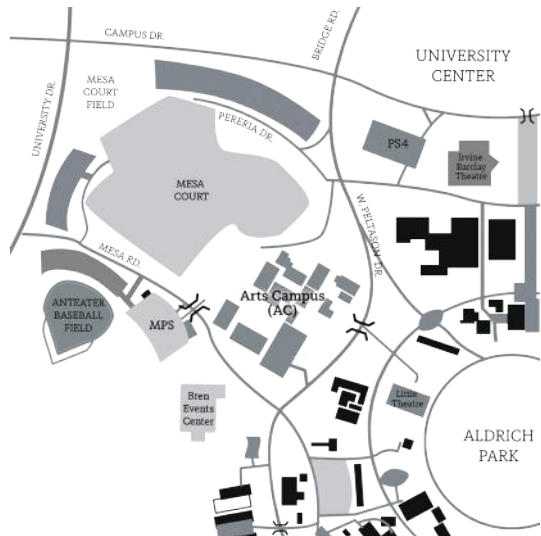 CAMPUS DR.
BRIDGE RD.
UNIVERSITY
CENTER
UNIVERSITY DR.
MESA
COURT
FIELD
PERERIA DR.
PS4
Irvine
Barclay
Theatre
MESA
COURT
W. PELTASON DR.
MESA RD.
Arts Campus
(AC)
ANTEATER
BASEBALL
FIELD
MPS
Bren
Events
Center
Little
Theatre
ALDRICH
PARK